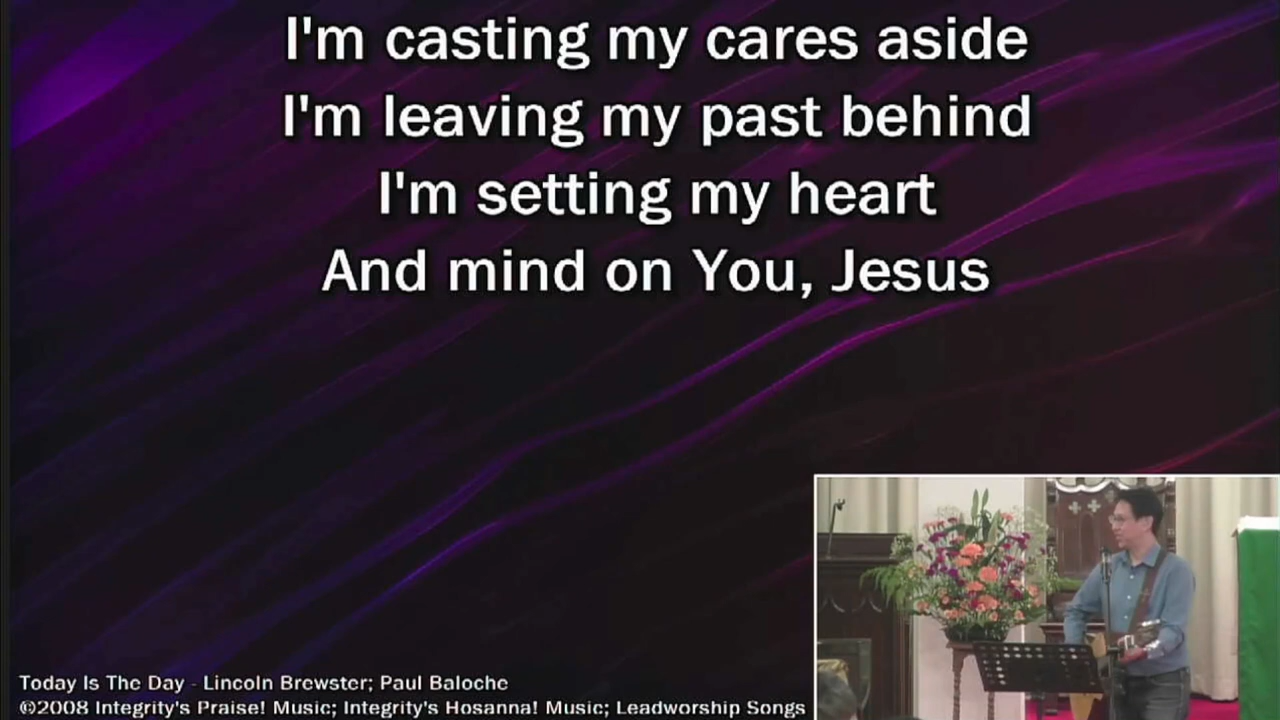 I'm casting my cares aside
I'm leaving my past behind
I'm setting my heart
And mind on You, Jesus
Today Is The Day - Lincoln Brewster; Paul Baloche
©2008 Integrity's Praise! Music; Integrity's Hosanna! Music; Leadworship Songs